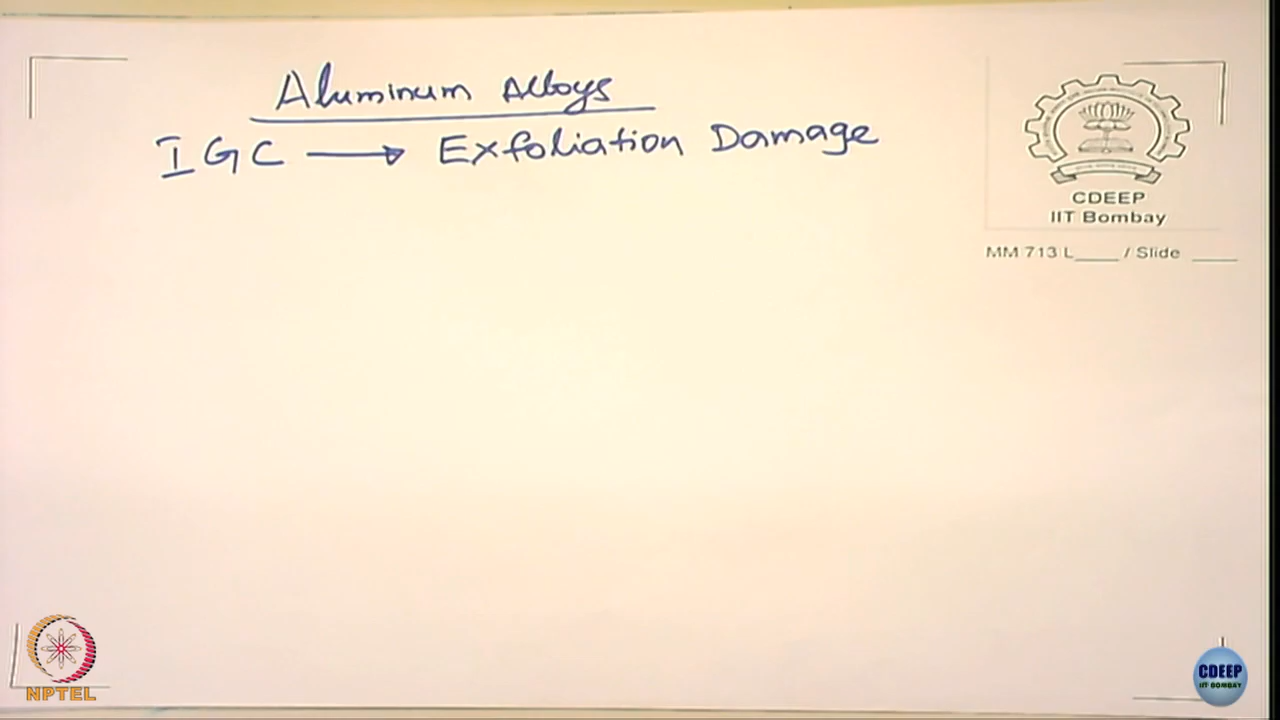 Aluminum Alloys
IGC → Exfoliation Damage
CDEEP
IIT Bombay
MM 713 L____ / Slide ____
NPTEL
CDEEP
IIT BOMBAY